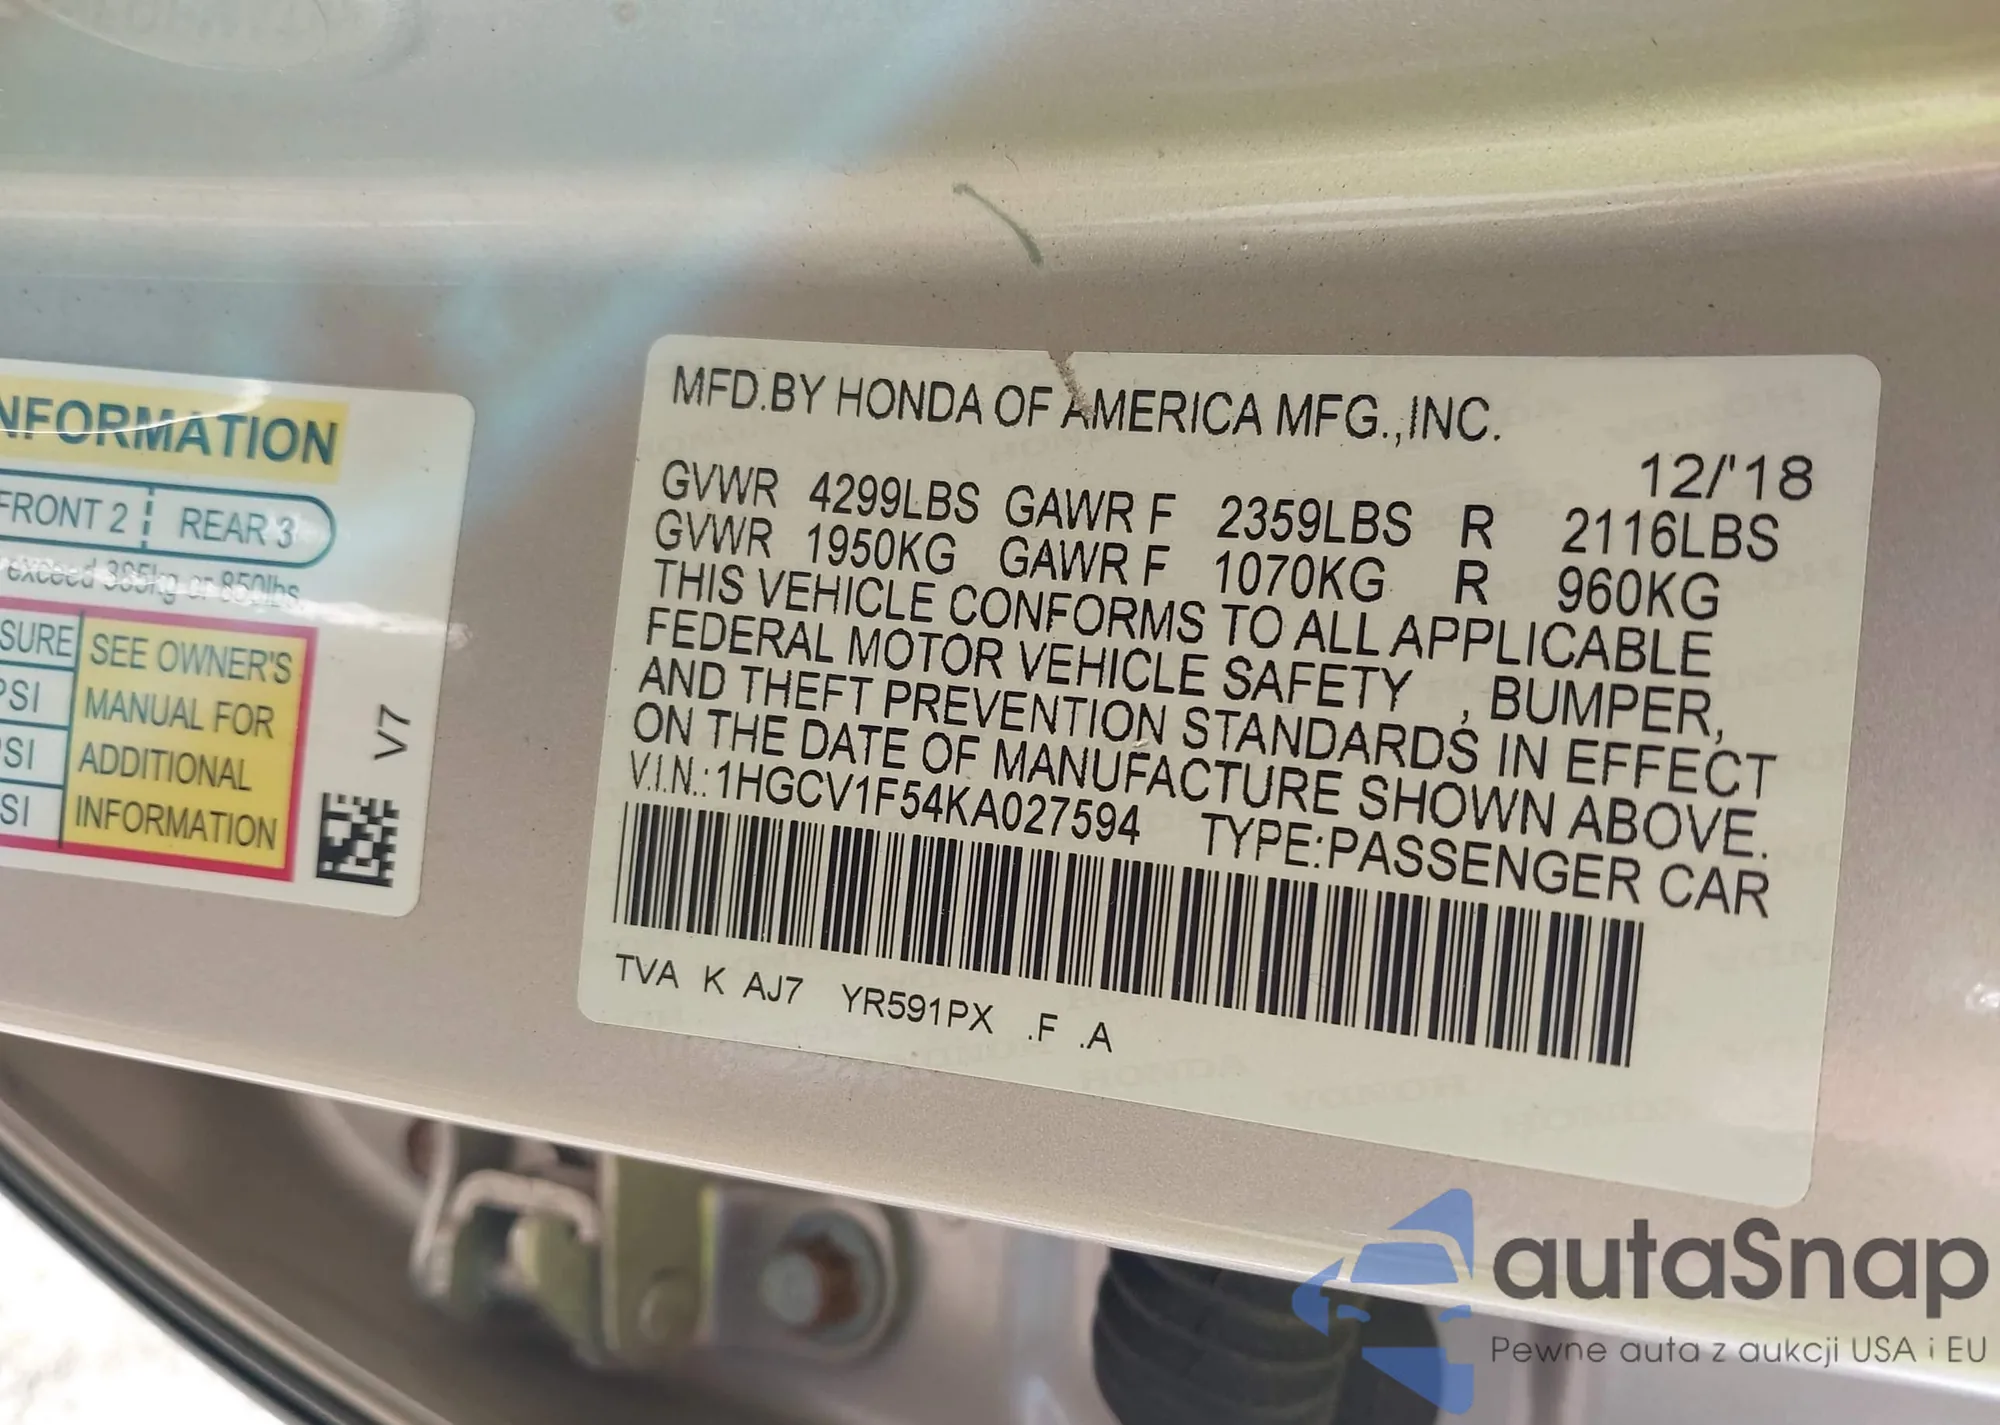 NFORMATION
FRONT 2 REAR 3
exceed 385kg or 850lbs.
SURE SEE OWNER'S
PSI MANUAL FOR
PSI ADDITIONAL
SI INFORMATION
V7
MFD.BY HONDA OF AMERICA MFG.,INC.
12/'18
GVWR 4299LBS GAWR F 2359LBS R 2116LBS
GVWR 1950KG GAWR F 1070KG R 960KG
THIS VEHICLE CONFORMS TO ALL APPLICABLE
FEDERAL MOTOR VEHICLE SAFETY , BUMPER,
AND THEFT PREVENTION STANDARDS IN EFFECT
ON THE DATE OF MANUFACTURE SHOWN ABOVE.
V.I.N.: 1HGCV1F54KA027594 TYPE:PASSENGER CAR
TVA K AJ7 YR591PX .F .A
autaSnap
Pewne auta z aukcji USA i EU